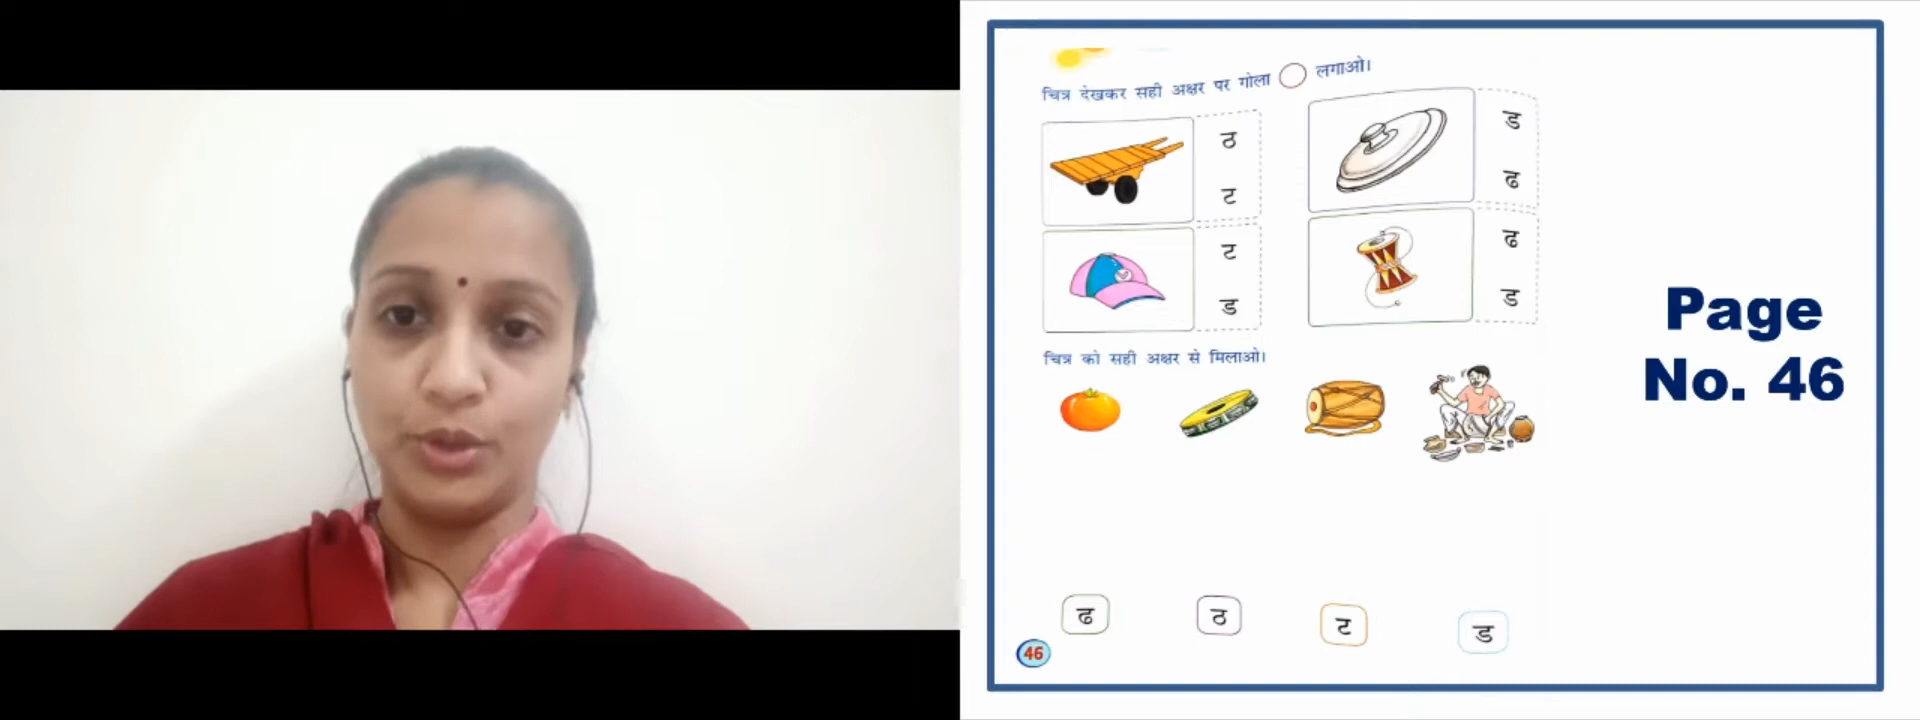 चित्र देखकर सही अक्षर पर गोला लगाओ।
ठ
ट
ड
ढ
ट
ड
ढ
ड
चित्र को सही अक्षर से मिलाओ।
ढ
ठ
ट
ड
46
Page
No. 46